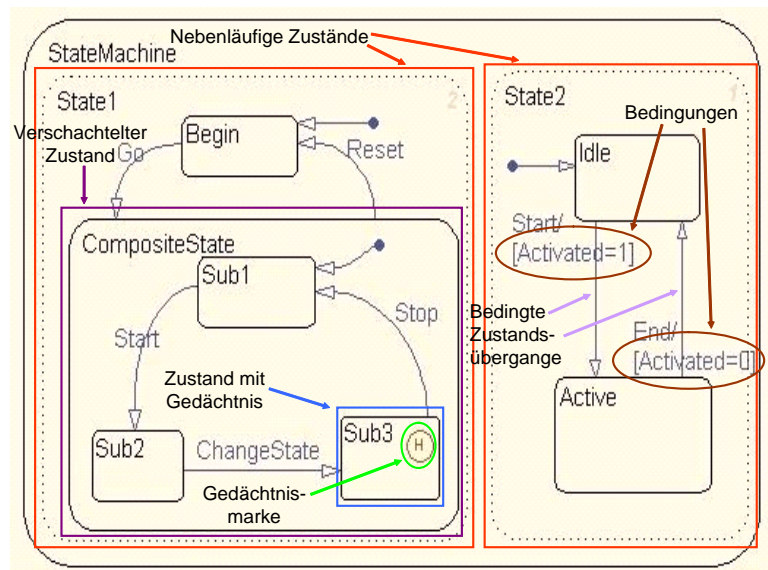 Nebenläufige Zustände
StateMachine
State1
2
State2
1
Bedingungen
Verschachtelter
Zustand
Go
Begin
Reset
Idle
Start/
[Activated=1]
CompositeState
Sub1
Stop
Start
Bedingte
Zustands-
übergange
End/
[Activated=0]
Zustand mit
Gedächtnis
Active
Sub2
ChangeState
Sub3
H
Gedächtnis-
marke